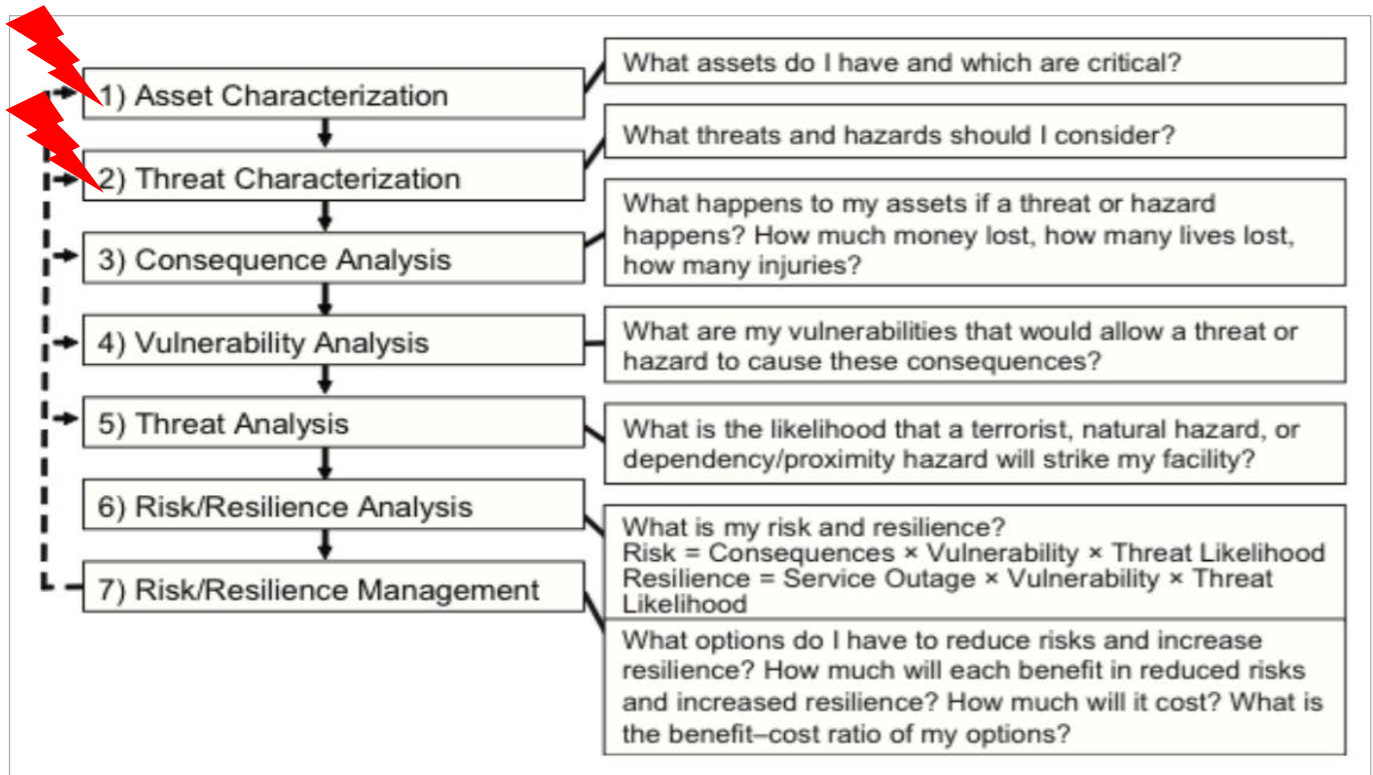 1) Asset Characterization
What assets do I have and which are critical?
2) Threat Characterization
What threats and hazards should I consider?
3) Consequence Analysis
What happens to my assets if a threat or hazard
happens? How much money lost, how many lives lost,
how many injuries?
4) Vulnerability Analysis
What are my vulnerabilities that would allow a threat or
hazard to cause these consequences?
5) Threat Analysis
What is the likelihood that a terrorist, natural hazard, or
dependency/proximity hazard will strike my facility?
6) Risk/Resilience Analysis
What is my risk and resilience?
Risk = Consequences × Vulnerability × Threat Likelihood
Resilience = Service Outage × Vulnerability × Threat
Likelihood
7) Risk/Resilience Management
What options do I have to reduce risks and increase
resilience? How much will each benefit in reduced risks
and increased resilience? How much will it cost? What is
the benefit–cost ratio of my options?